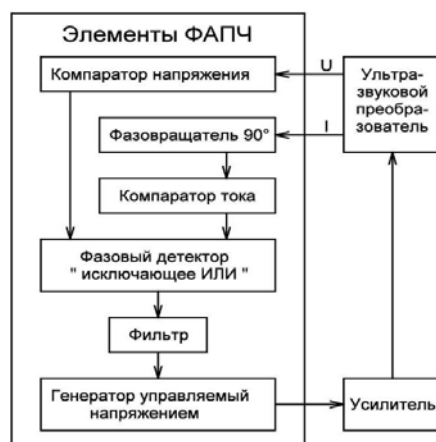 Элементы ФАПЧ
Компаратор напряжения
U
Ультра-
звуковой
преобра-
зователь
Фазовращатель 90°
I
Компаратор тока
Фазовый детектор
" исключающее ИЛИ "
Фильтр
Генератор управляемый
напряжением
Усилитель